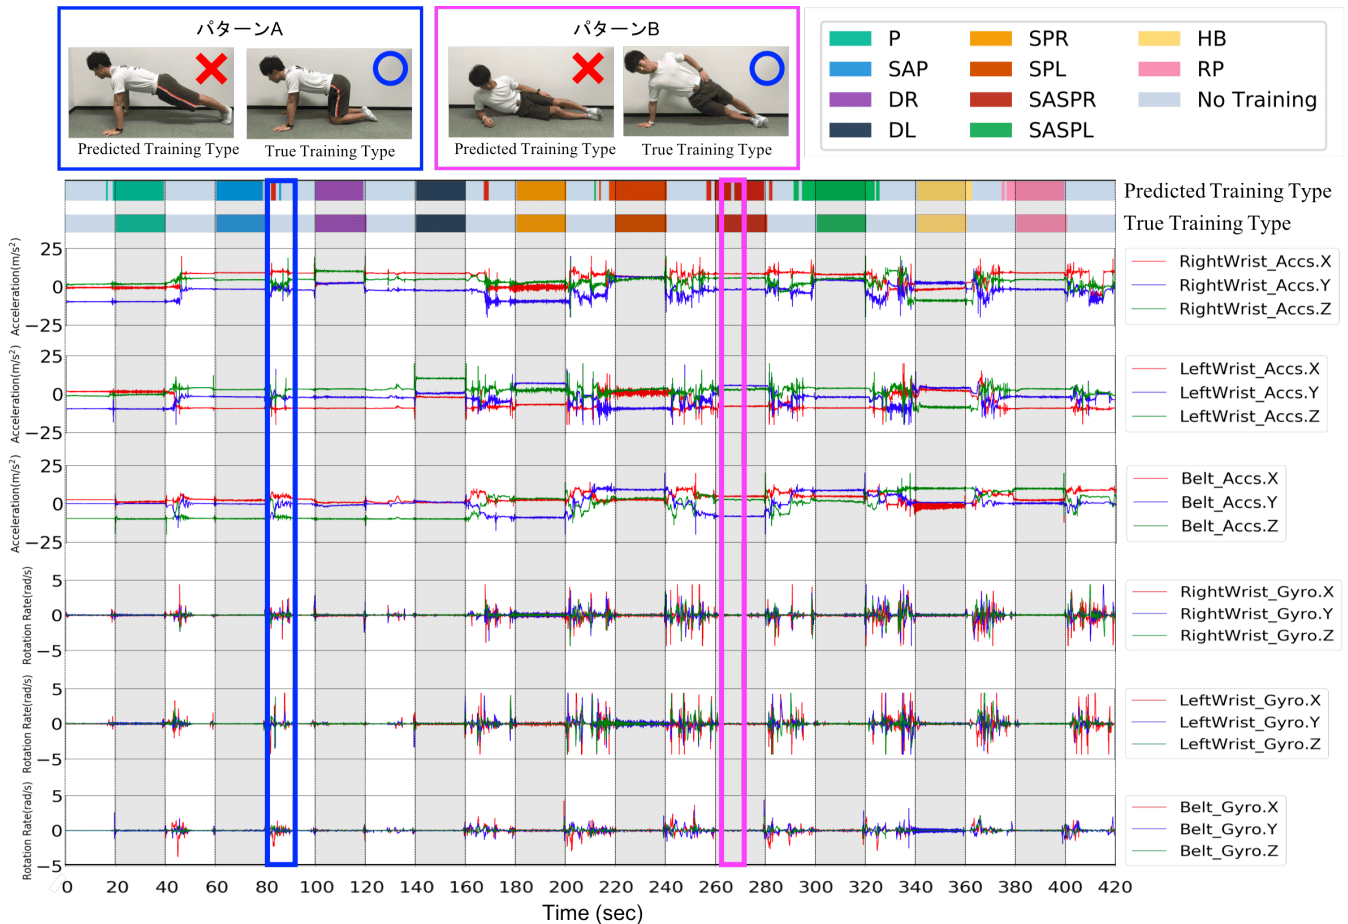 パターンA
Predicted Training Type
True Training Type
パターンB
Predicted Training Type
True Training Type
P
SAP
DR
DL
SPR
SPL
SASPR
SASPL
HB
RP
No Training
Predicted Training Type
True Training Type
Acceleration(m/s²)
25
0
−25
RightWrist_Accs.X
RightWrist_Accs.Y
RightWrist_Accs.Z
Acceleration(m/s²)
25
0
−25
LeftWrist_Accs.X
LeftWrist_Accs.Y
LeftWrist_Accs.Z
Acceleration(m/s²)
25
0
−25
Belt_Accs.X
Belt_Accs.Y
Belt_Accs.Z
Rotation Rate(rad/s)
5
0
−5
RightWrist_Gyro.X
RightWrist_Gyro.Y
RightWrist_Gyro.Z
Rotation Rate(rad/s)
5
0
−5
LeftWrist_Gyro.X
LeftWrist_Gyro.Y
LeftWrist_Gyro.Z
Rotation Rate(rad/s)
5
0
−5
Belt_Gyro.X
Belt_Gyro.Y
Belt_Gyro.Z
0 20 40 60 80 100 120 140 160 180 200 220 240 260 280 300 320 340 360 380 400 420
Time (sec)